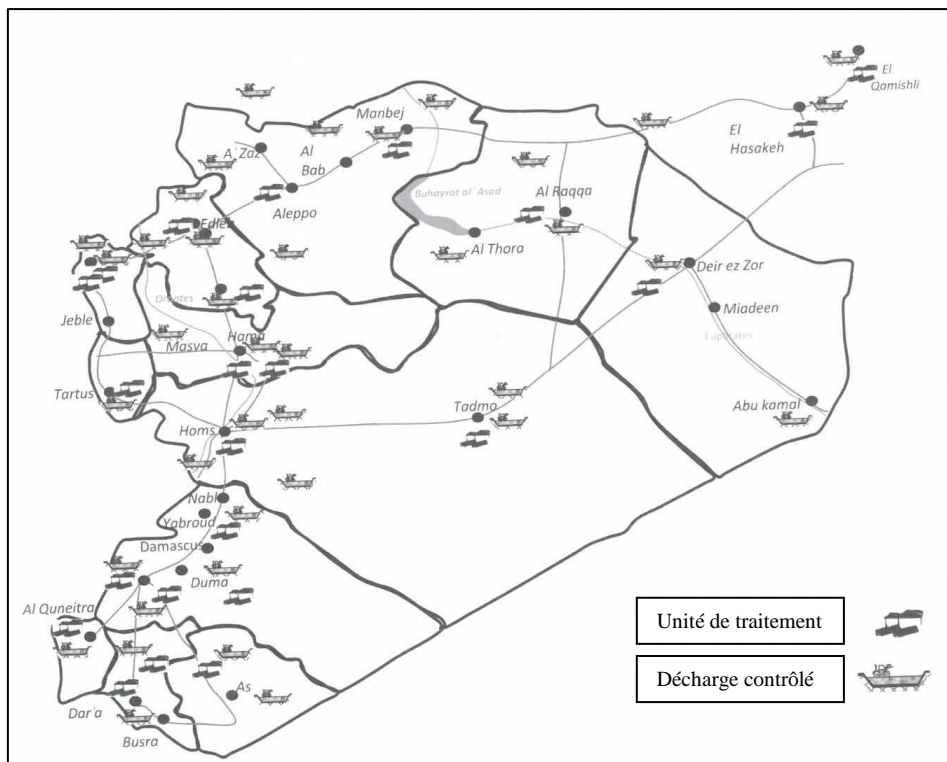 El
Qamishli
Manbej
A'Zaz
Al
Bab
El
Hasakeh
Buhayrat al'Asad
Al Raqqa
Edleb
Aleppo
Al Thora
Deir ez Zor
Orontes
Jeble
Miadeen
Hama
Masya
Euphrates
Tartus
Tadmo
Abu kamal
Homs
Nabk
Yabroud
Damascus
Duma
Al Quneitra
Unité de traitement
Décharge contrôlé
As
Dar'a
Busra